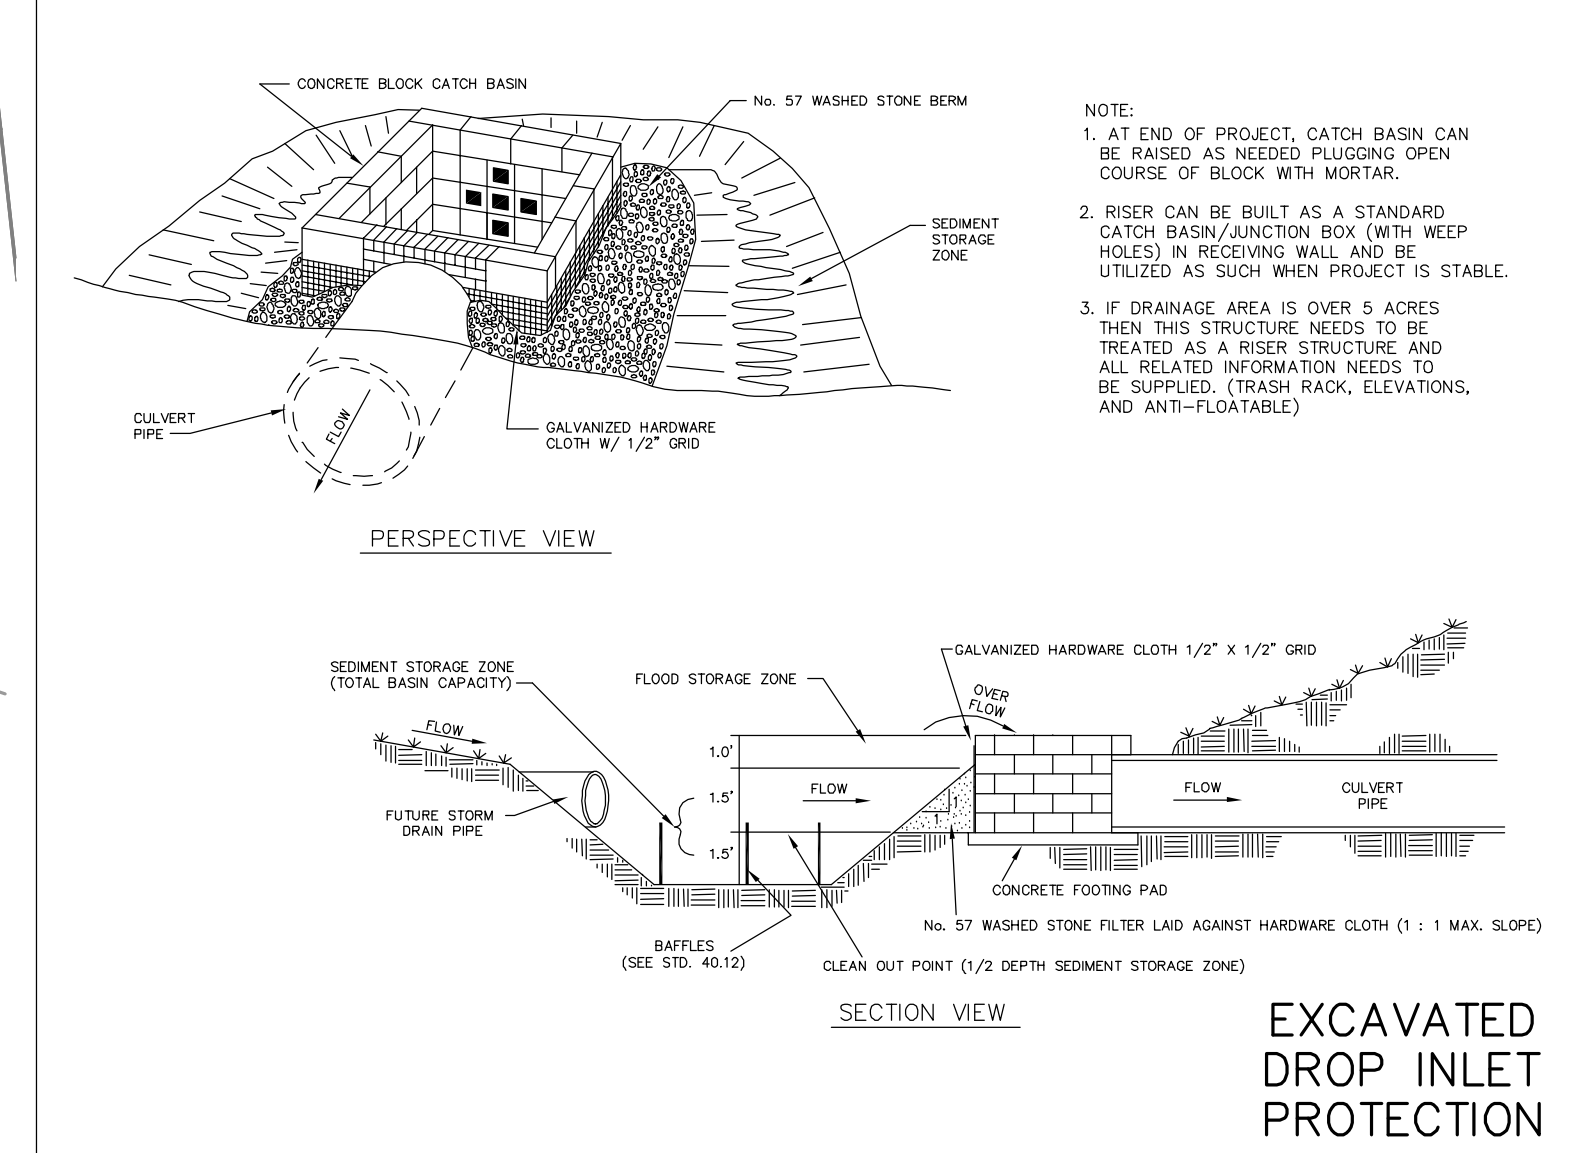 CONCRETE BLOCK CATCH BASIN
No. 57 WASHED STONE BERM
SEDIMENT
STORAGE
ZONE
CULVERT
PIPE
FLOW
GALVANIZED HARDWARE
CLOTH W/ 1/2" GRID
PERSPECTIVE VIEW
NOTE:
1. AT END OF PROJECT, CATCH BASIN CAN
BE RAISED AS NEEDED PLUGGING OPEN
COURSE OF BLOCK WITH MORTAR.
2. RISER CAN BE BUILT AS A STANDARD
CATCH BASIN/JUNCTION BOX (WITH WEEP
HOLES) IN RECEIVING WALL AND BE
UTILIZED AS SUCH WHEN PROJECT IS STABLE.
3. IF DRAINAGE AREA IS OVER 5 ACRES
THEN THIS STRUCTURE NEEDS TO BE
TREATED AS A RISER STRUCTURE AND
ALL RELATED INFORMATION NEEDS TO
BE SUPPLIED. (TRASH RACK, ELEVATIONS,
AND ANTI-FLOATABLE)
SEDIMENT STORAGE ZONE
(TOTAL BASIN CAPACITY)
FLOOD STORAGE ZONE
GALVANIZED HARDWARE CLOTH 1/2" X 1/2" GRID
OVER
FLOW
FLOW
1.0'
1.5'
1.5'
FLOW
1
1
FLOW
CULVERT
PIPE
FUTURE STORM
DRAIN PIPE
CONCRETE FOOTING PAD
No. 57 WASHED STONE FILTER LAID AGAINST HARDWARE CLOTH (1 : 1 MAX. SLOPE)
BAFFLES
(SEE STD. 40.12)
CLEAN OUT POINT (1/2 DEPTH SEDIMENT STORAGE ZONE)
SECTION VIEW
EXCAVATED
DROP INLET
PROTECTION